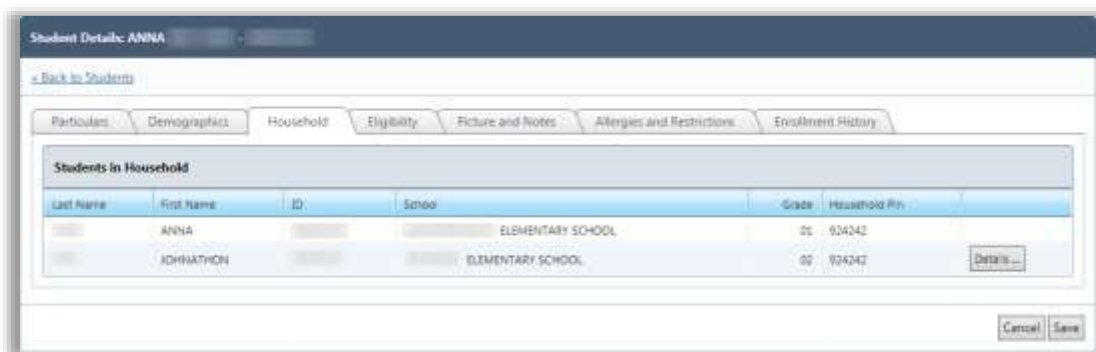 Student Details: ANNA -
« Back to Students
Particulars Demographics Household Eligibility Picture and Notes Allergies and Restrictions Enrollment History
Students in Household
Last Name First Name ID School Grade Household Pin
ANNA ELEMENTARY SCHOOL 01 924242
JOHNATHON ELEMENTARY SCHOOL 02 924242 Details ...
Cancel Save